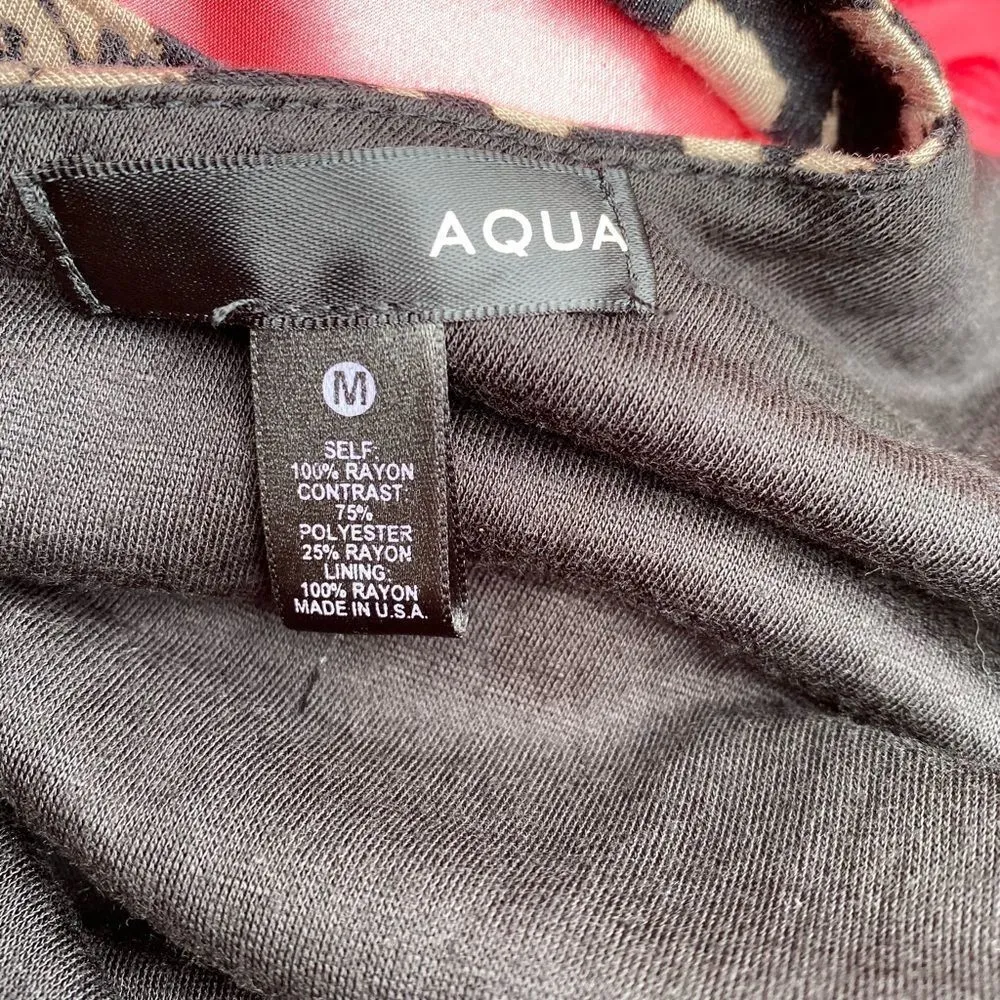 AQUA
M
SELF:
100% RAYON
CONTRAST:
75%
POLYESTER
25% RAYON
LINING:
100% RAYON
MADE IN U.S.A.